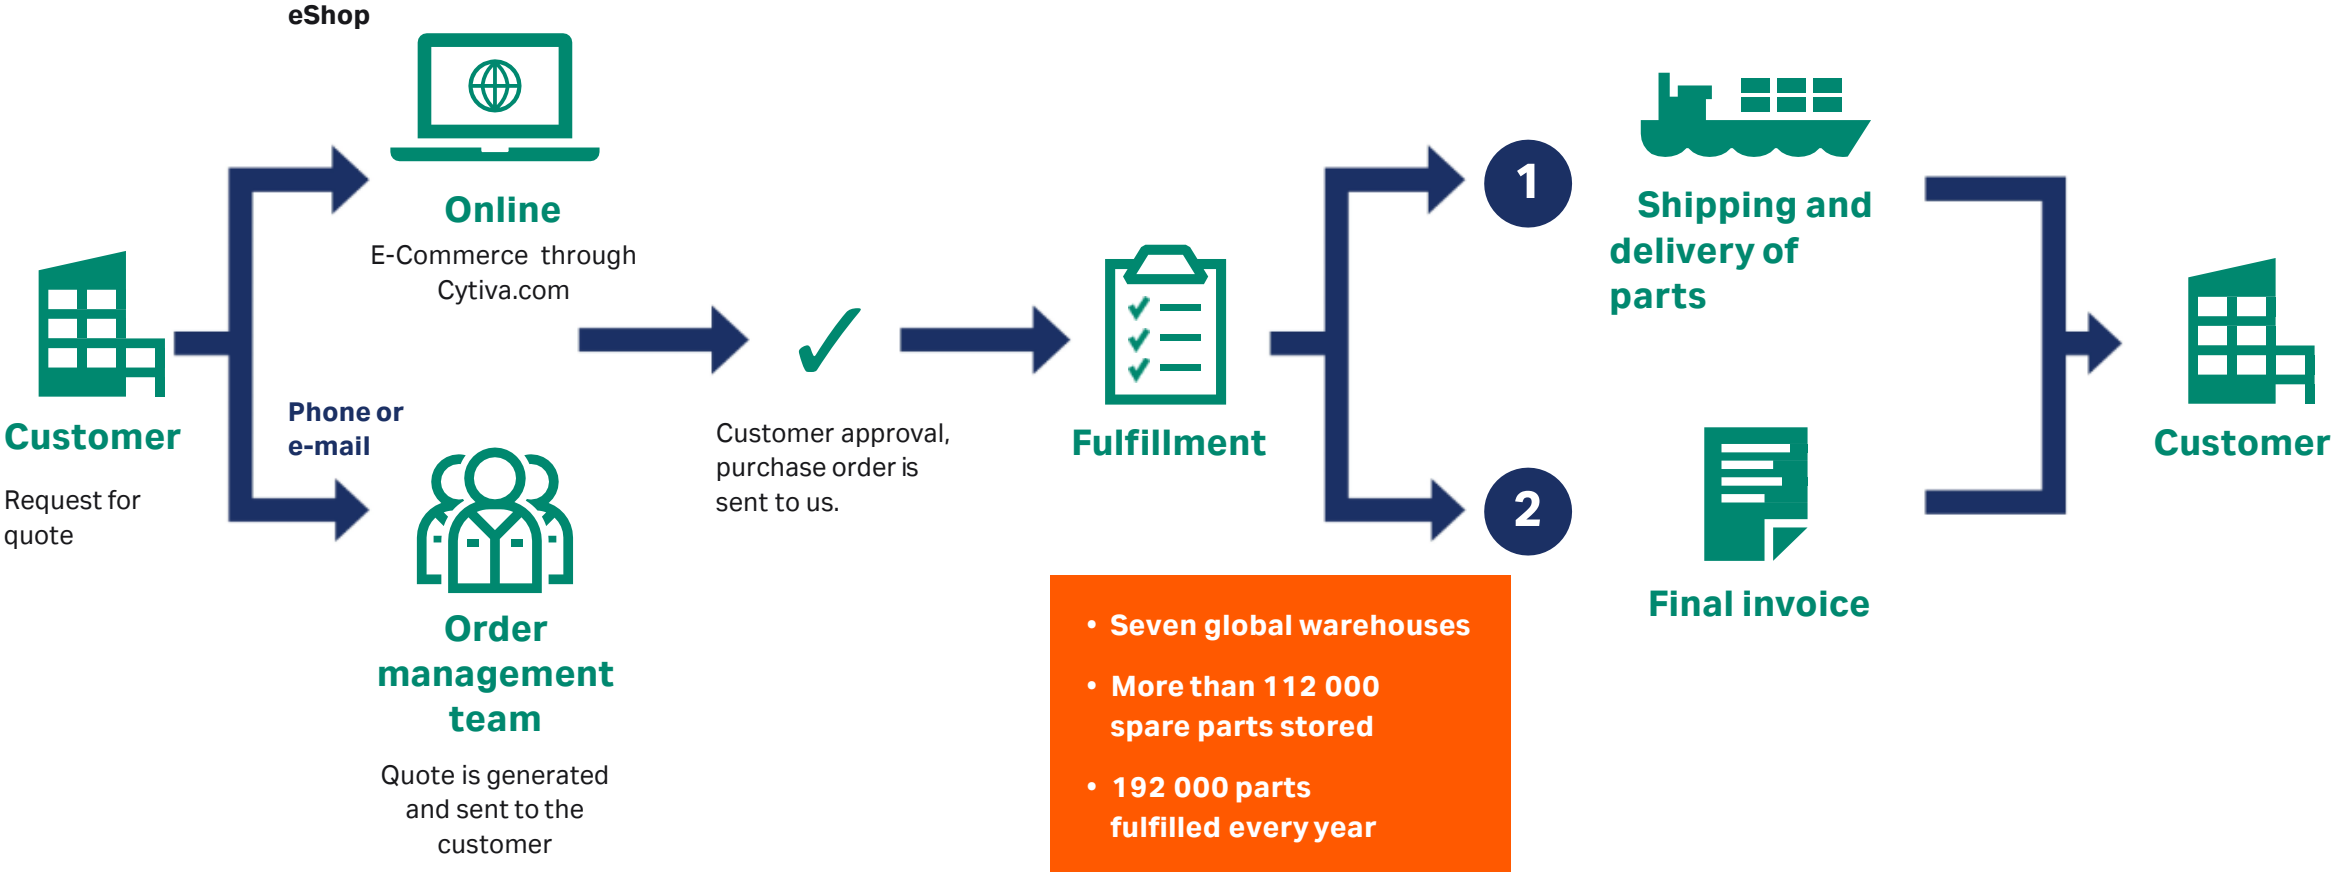 eShop
Online
E-Commerce through
Cytiva.com
Customer
Request for
quote
Phone or
e-mail
Order
management
team
Quote is generated
and sent to the
customer
Customer approval,
purchase order is
sent to us.
Fulfillment
• Seven global warehouses
• More than 112 000
spare parts stored
• 192 000 parts
fulfilled every year
1
Shipping and
delivery of
parts
2
Final invoice
Customer